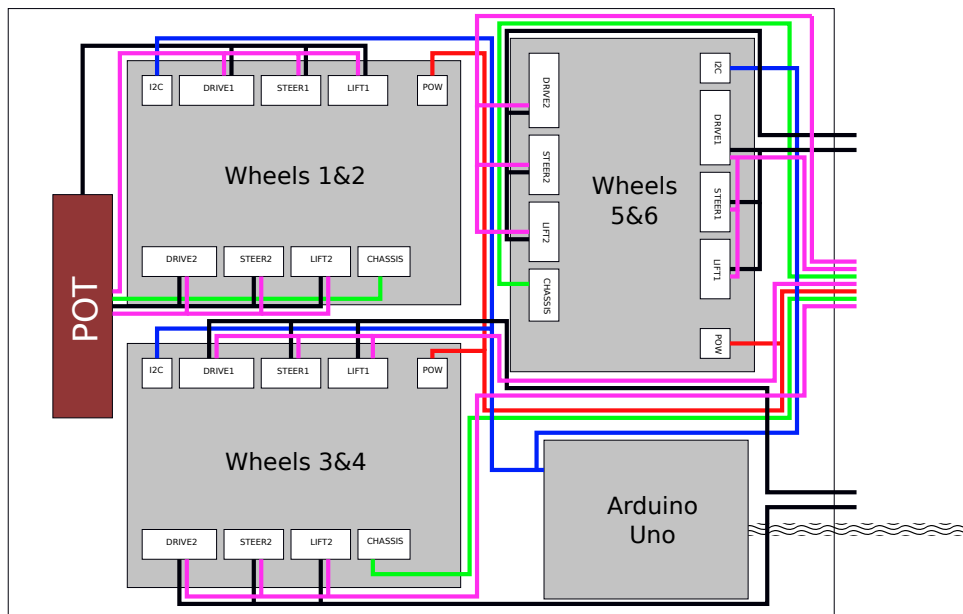 I2C
DRIVE1
STEER1
LIFT1
POW
Wheels 1&2
DRIVE2
STEER2
LIFT2
CHASSIS
POT
I2C
DRIVE1
STEER1
LIFT1
POW
Wheels 3&4
DRIVE2
STEER2
LIFT2
CHASSIS
DRIVE2
STEER2
LIFT2
CHASSIS
Wheels
5&6
I2C
DRIVE1
STEER1
LIFT1
POW
Arduino
Uno